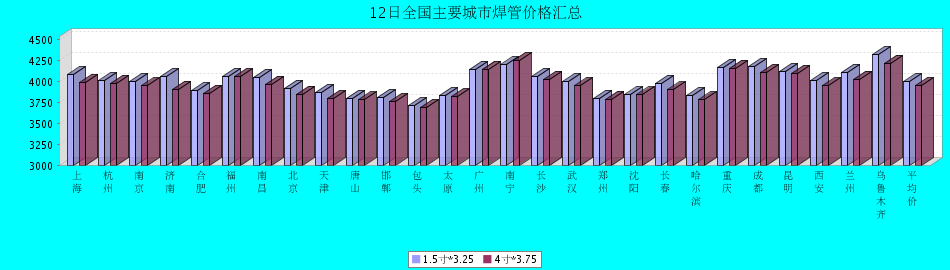 12日全国主要城市焊管价格汇总
4500
4250
4000
3750
3500
3250
3000
上海
杭州
南京
济南
合肥
福州
南昌
北京
天津
唐山
邯郸
包头
太原
广州
南宁
长沙
武汉
郑州
沈阳
长春
哈尔滨
重庆
成都
昆明
西安
兰州
乌鲁木齐
平均价
1.5寸*3.25
4寸*3.75